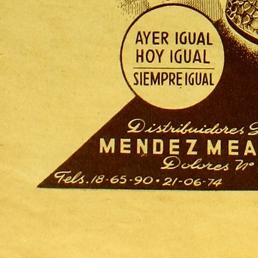 AYER IGUAL
HOY IGUAL
SIEMPRE IGUAL
Distribuidores
MENDEZ MEA
Dolores Nº
Tels. 18-65-90 • 21-06-74